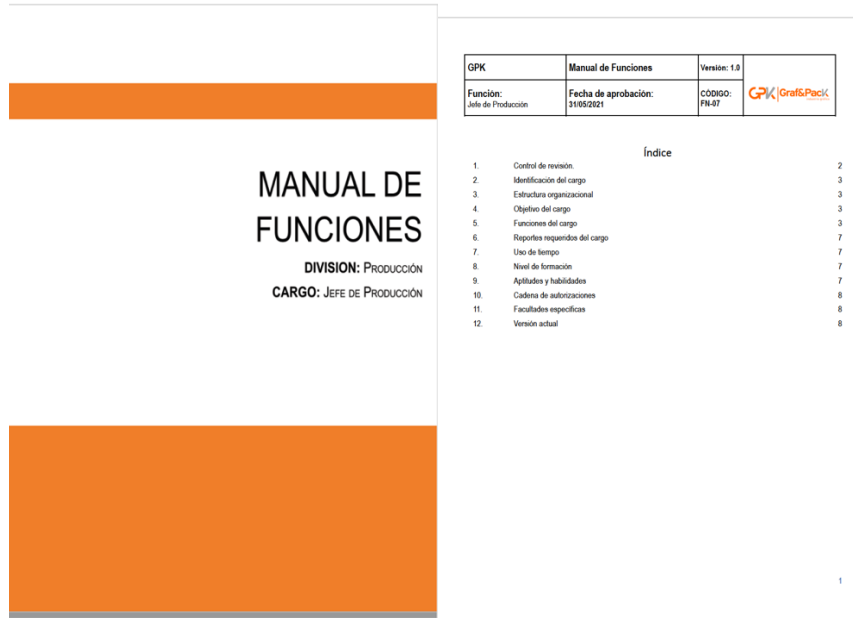 MANUAL DE
FUNCIONES
DIVISION: PRODUCCIÓN
CARGO: JEFE DE PRODUCCIÓN
GPK
Manual de Funciones
Versión: 1.0
Función:
Jefe de Producción
Fecha de aprobación:
31/05/2021
CÓDIGO:
FN-07
GPK Graf&Pack
Índice
1. Control de revisión. 2
2. Identificación del cargo 3
3. Estructura organizacional 3
4. Objetivo del cargo 3
5. Funciones del cargo 3
6. Reportes requeridos del cargo 7
7. Uso de tiempo 7
8. Nivel de formación 7
9. Aptitudes y habilidades 7
10. Cadena de autorizaciones 8
11. Facultades específicas 8
12. Versión actual 8
1